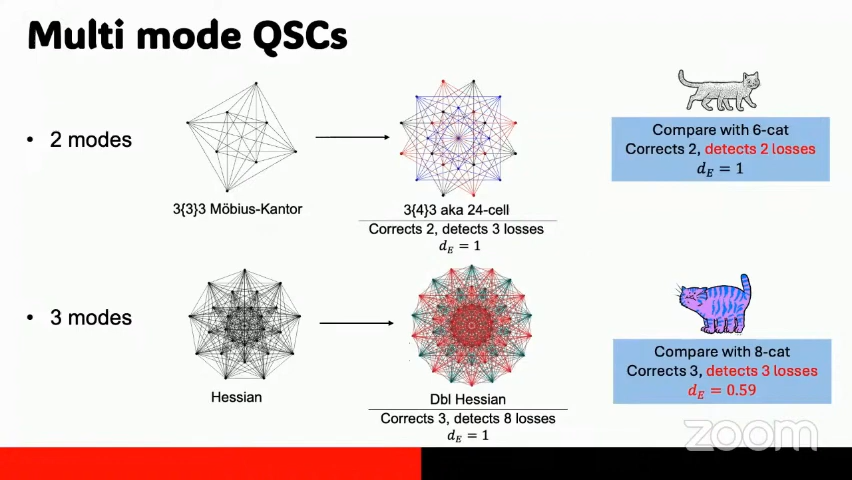 Multi mode QSCs
• 2 modes
3{3}3 Möbius-Kantor
3{4}3 aka 24-cell
Corrects 2, detects 3 losses
d_E = 1
Compare with 6-cat
Corrects 2, detects 2 losses
d_E = 1
• 3 modes
Hessian
Dbl Hessian
Corrects 3, detects 8 losses
d_E = 1
Compare with 8-cat
Corrects 3, detects 3 losses
d_E = 0.59
zoom